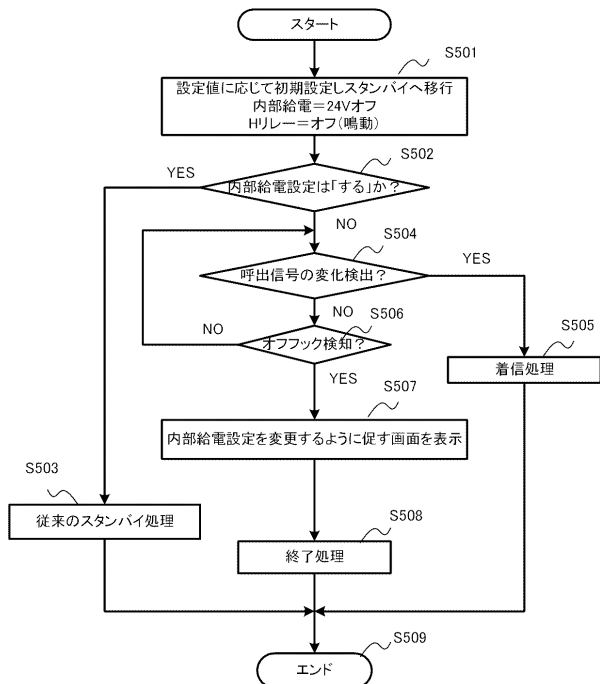 スタート
S501
設定値に応じて初期設定しスタンバイへ移行
内部給電=24Vオフ
Hリレー=オフ(鳴動)
S502
YES
内部給電設定は「する」か?
NO
S504
YES
呼出信号の変化検出?
NO
S506
NO
オフフック検知?
S505
着信処理
YES
S507
内部給電設定を変更するように促す画面を表示
S503
従来のスタンバイ処理
S508
終了処理
S509
エンド